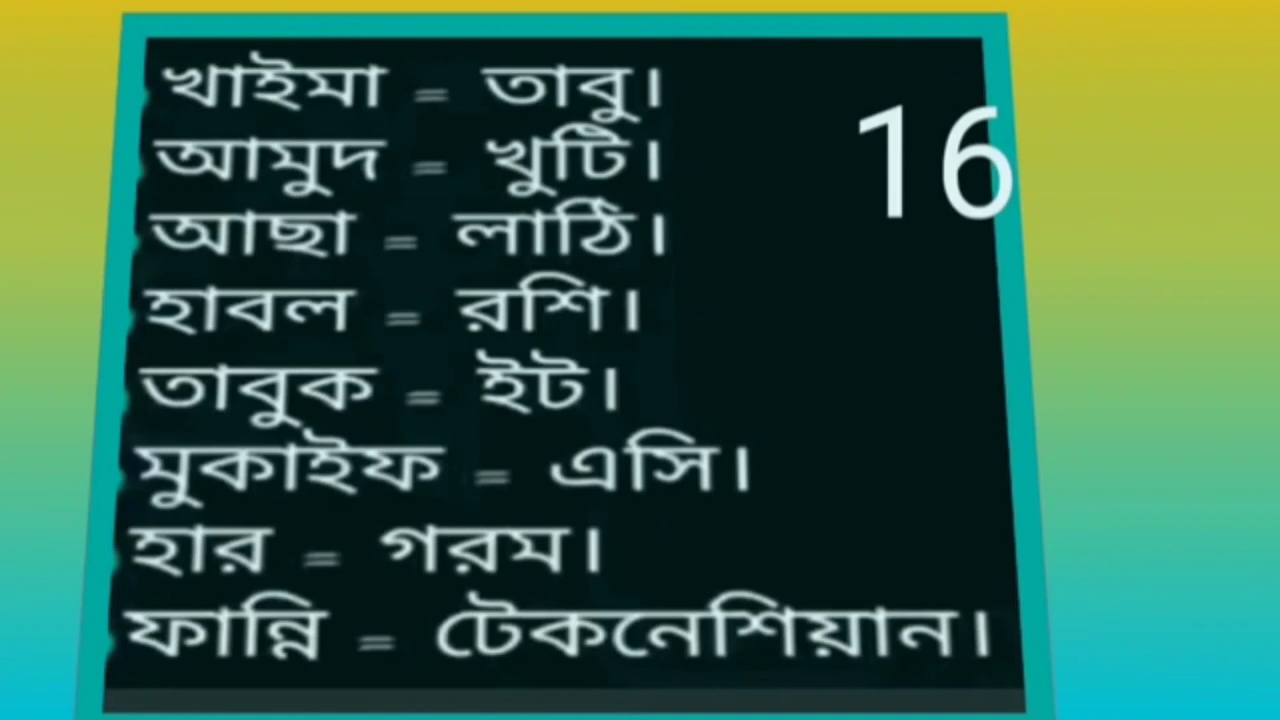 খাইমা = তাবু।
16
আমুদ = খুটি।
আছা = লাঠি।
হাবল = রশি।
তাবুক = ইট।
মুকাইফ = এসি।
হার = গরম।
ফান্নি = টেকনেশিয়ান।